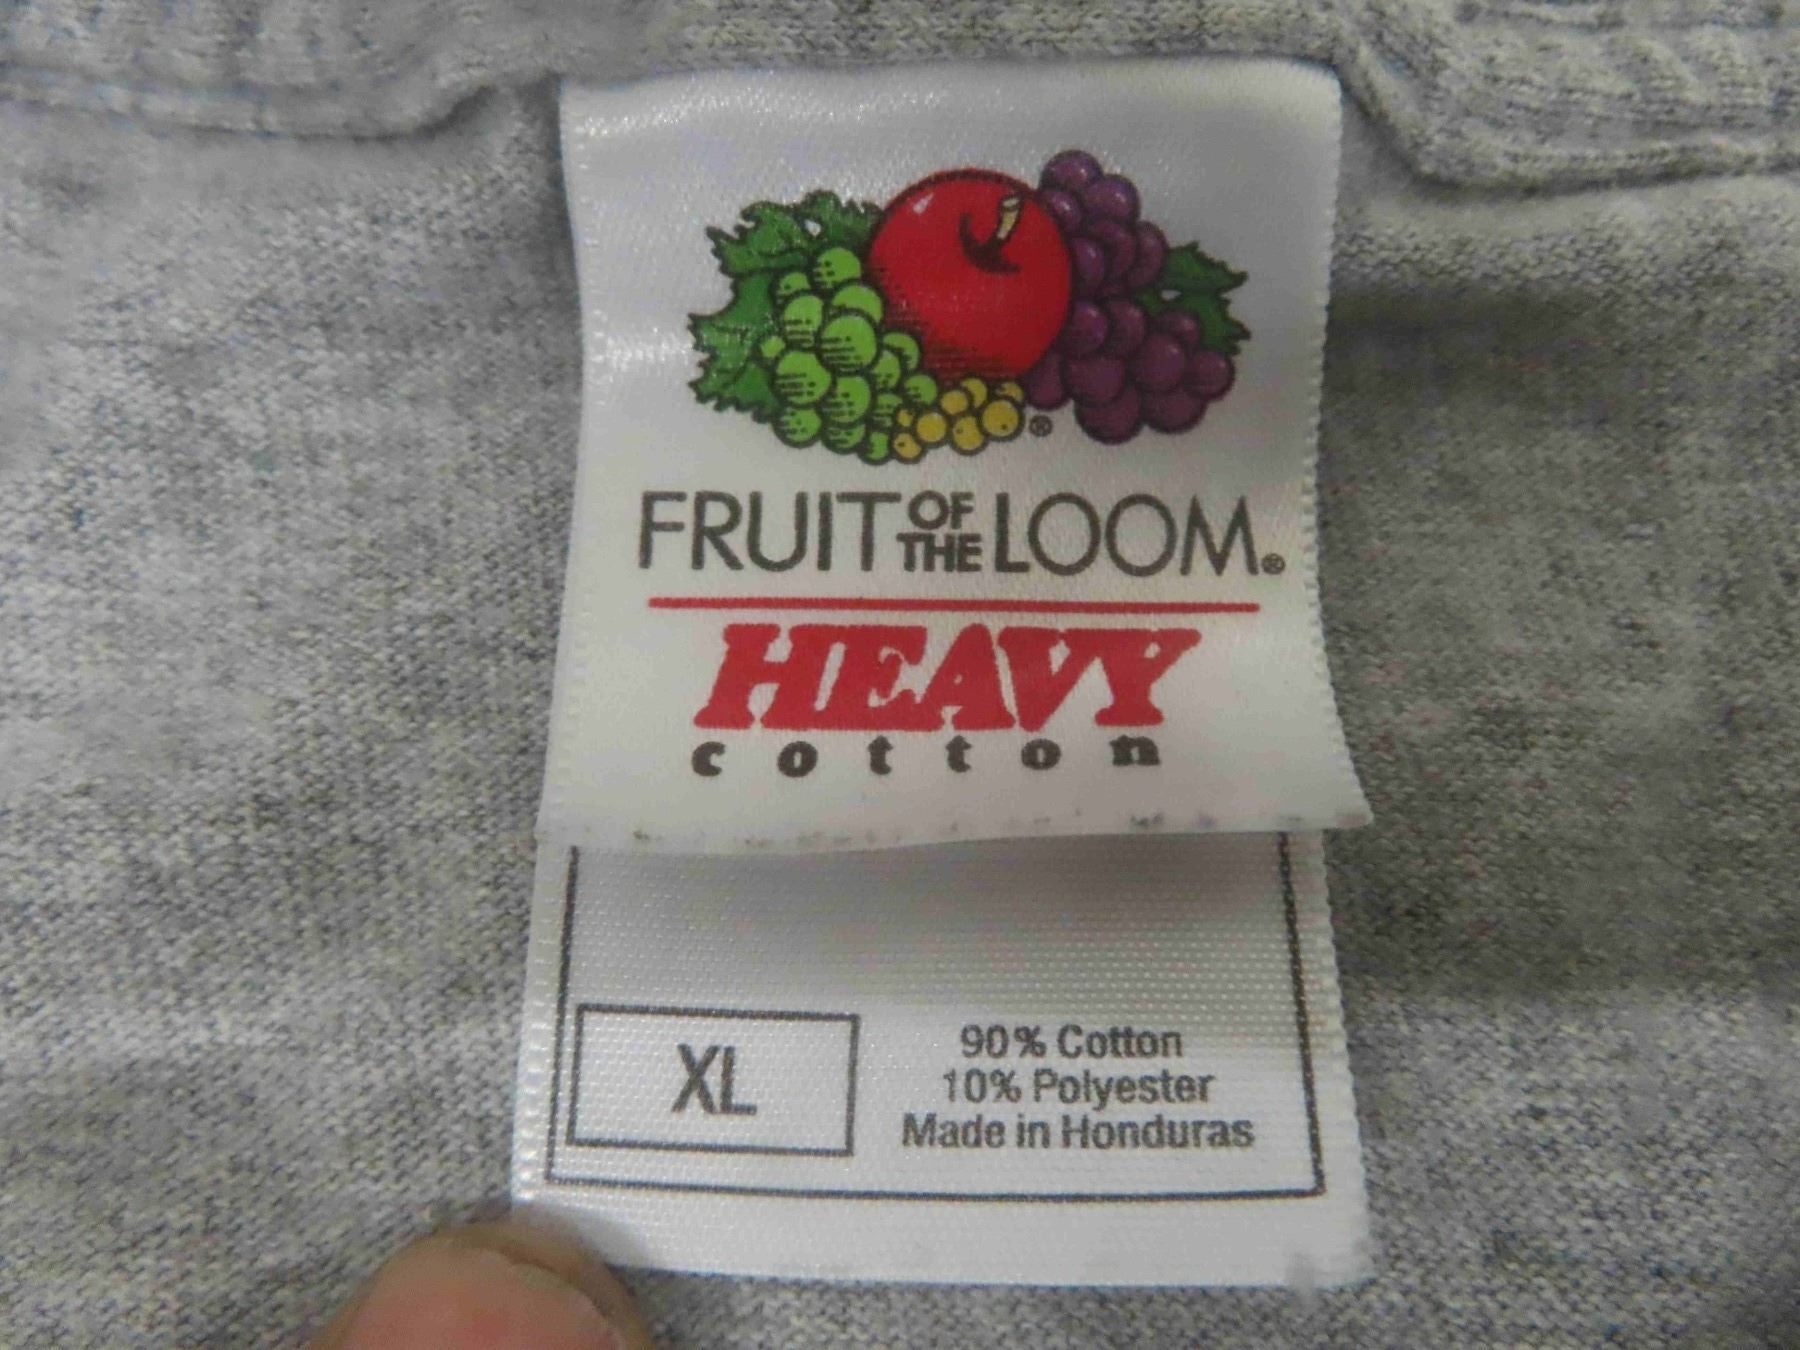 ®
FRUIT OF THE LOOM®
HEAVY
cotton
XL
90% Cotton
10% Polyester
Made in Honduras